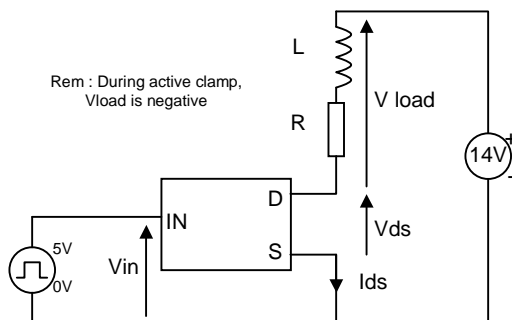 L
Rem : During active clamp,
Vload is negative
V load
R
14V
+
-
D
IN
Vds
S
5V
Vin
Ids
0V